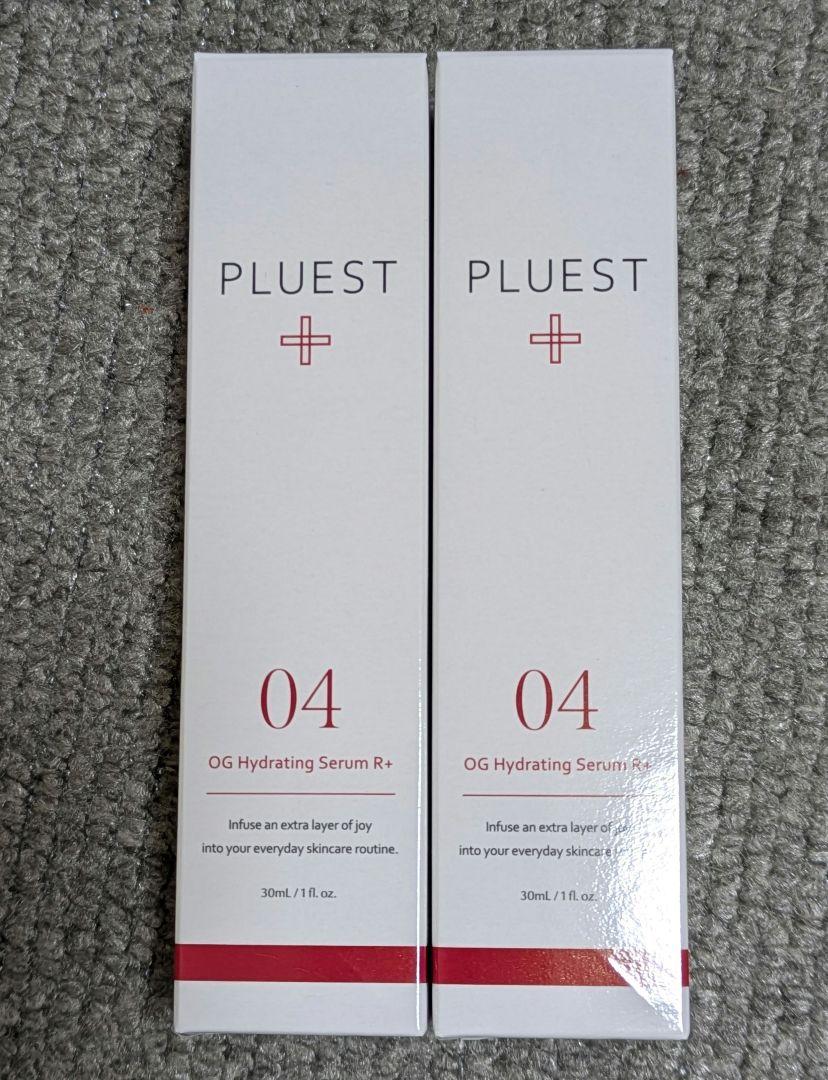 PLUEST
04
OG Hydrating Serum R+
Infuse an extra layer of joy
into your everyday skincare routine.
30mL / 1 fl. oz.
PLUEST
04
OG Hydrating Serum R+
Infuse an extra layer of
into your everyday skincare
30mL / 1 fl. oz.